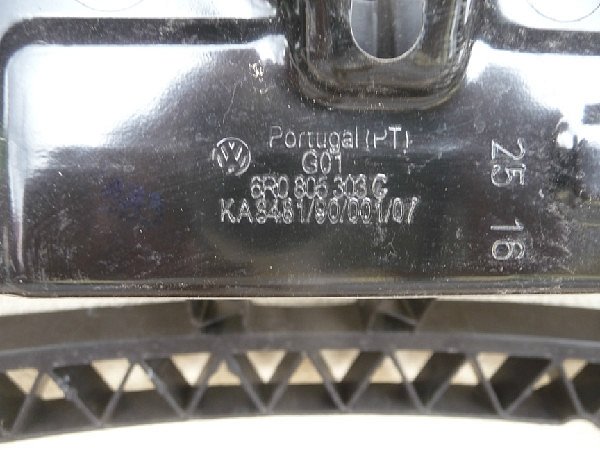 Portugal (PT)
G01
6R0 805 303 G
KA 8481/90/001/07
25 16